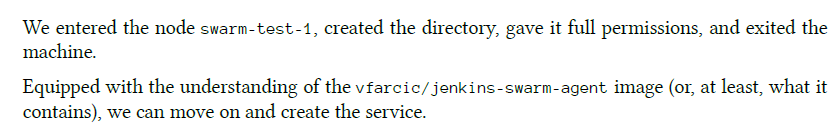 We entered the node swarm-test-1, created the directory, gave it full permissions, and exited the
machine.
Equipped with the understanding of the vfarcic/jenkins-swarm-agent image (or, at least, what it
contains), we can move on and create the service.